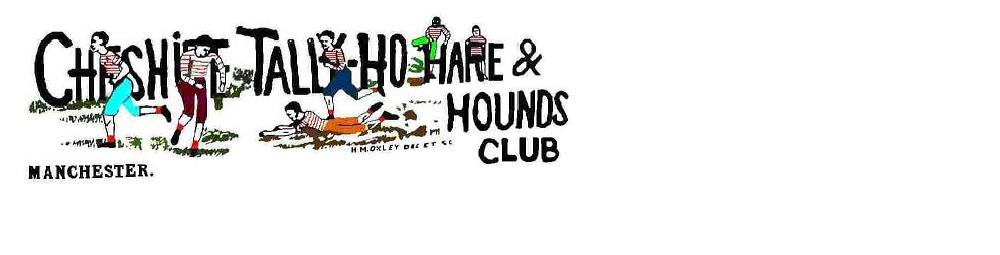 CHESHIRE TALLY-HO HARE &
HOUNDS
CLUB
H.M.OXLEY DEL ET SC
MANCHESTER.